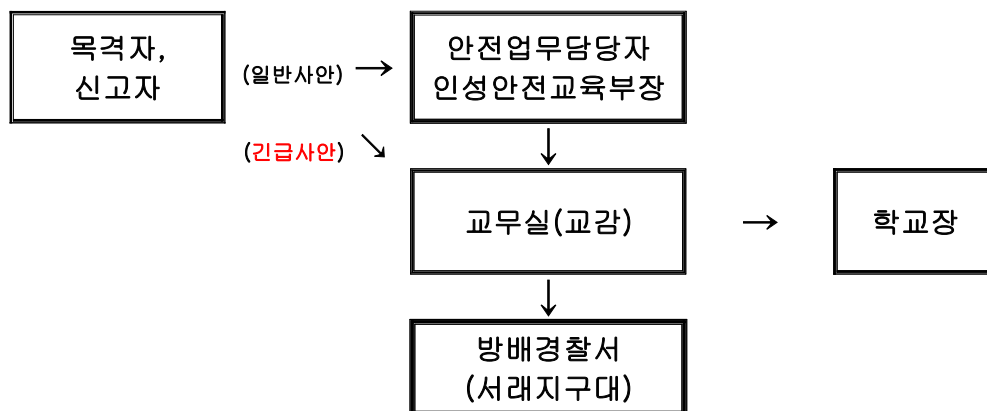 목격자,
신고자
(일반사안) →
안전업무담당자
인성안전교육부장
↓
(긴급사안) ↘
교무실(교감)
→
학교장
↓
방배경찰서
(서래지구대)